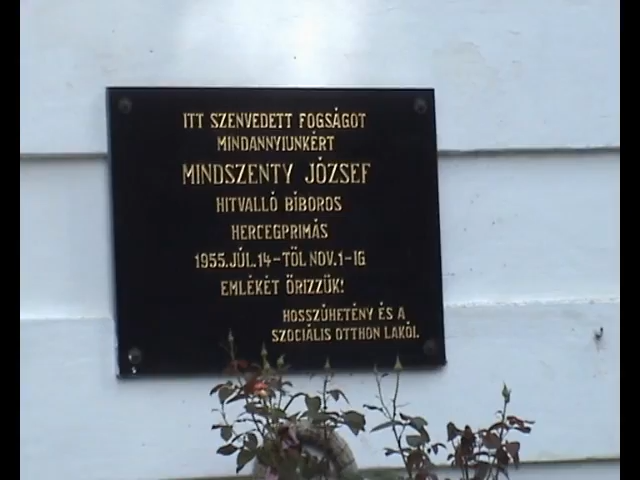 ITT SZENVEDETT FOGSÁGOT
MINDANNYIUNKÉRT
MINDSZENTY JÓZSEF
HITVALLÓ BÍBOROS
HERCEGPRÍMÁS
1955.JÚL.14-TŐL NOV.1-IG
EMLÉKÉT ŐRIZZÜK!
HOSSZÚHETÉNY ÉS A
SZOCIÁLIS OTTHON LAKÓI.